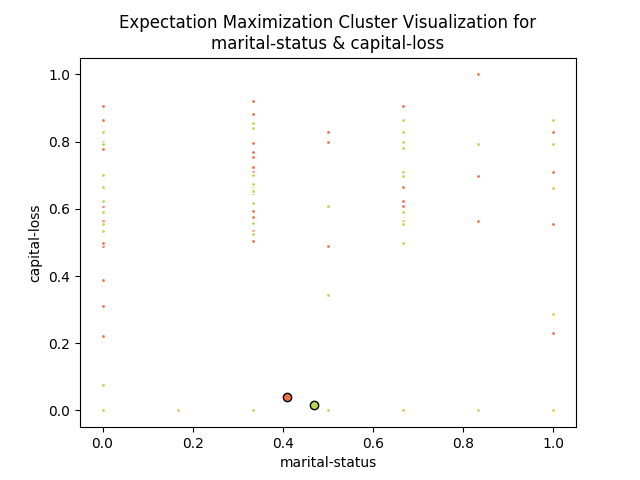 Expectation Maximization Cluster Visualization for
marital-status & capital-loss
1.0
0.8
0.6
0.4
0.2
0.0
capital-loss
0.0 0.2 0.4 0.6 0.8 1.0
marital-status